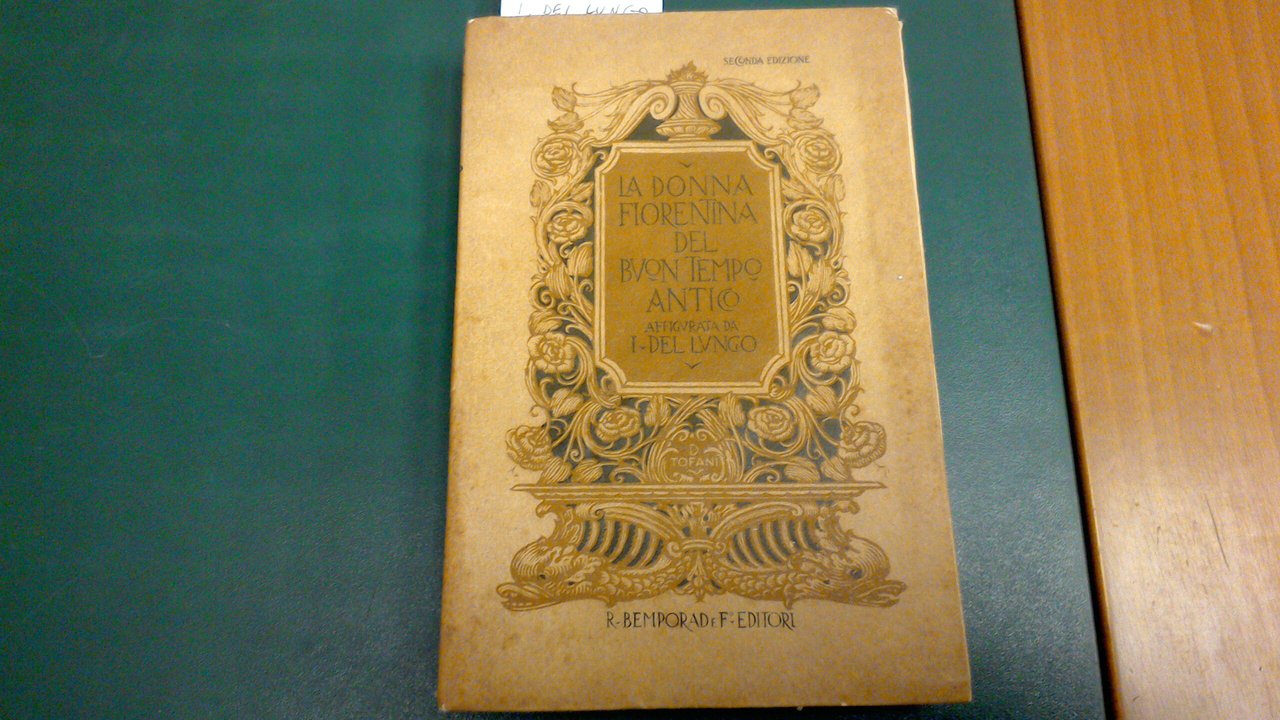 I. DEL LUNGO
SECONDA EDIZIONE
LA DONNA
FIORENTINA
DEL
BVON TEMPO
ANTICO
AFFIGVRATA DA
I-DEL LVNGO
D
TOFANI
R-BEMPORAD E F.-EDITORI